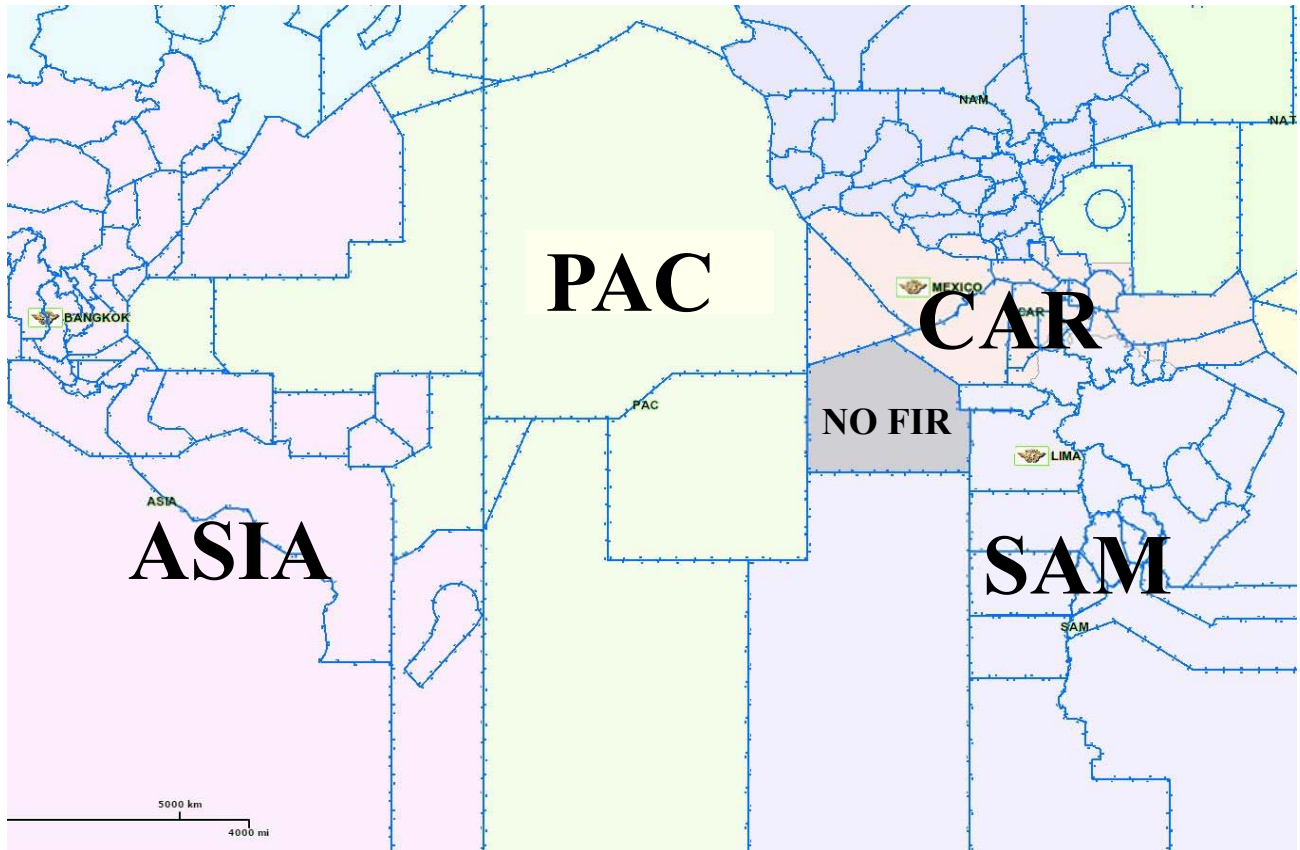 NAM
NAT
PAC
MEXICO
CAR
CAR
BANGKOK
PAC
NO FIR
LIMA
ASIA
ASIA
SAM
SAM
5000 km
4000 mi